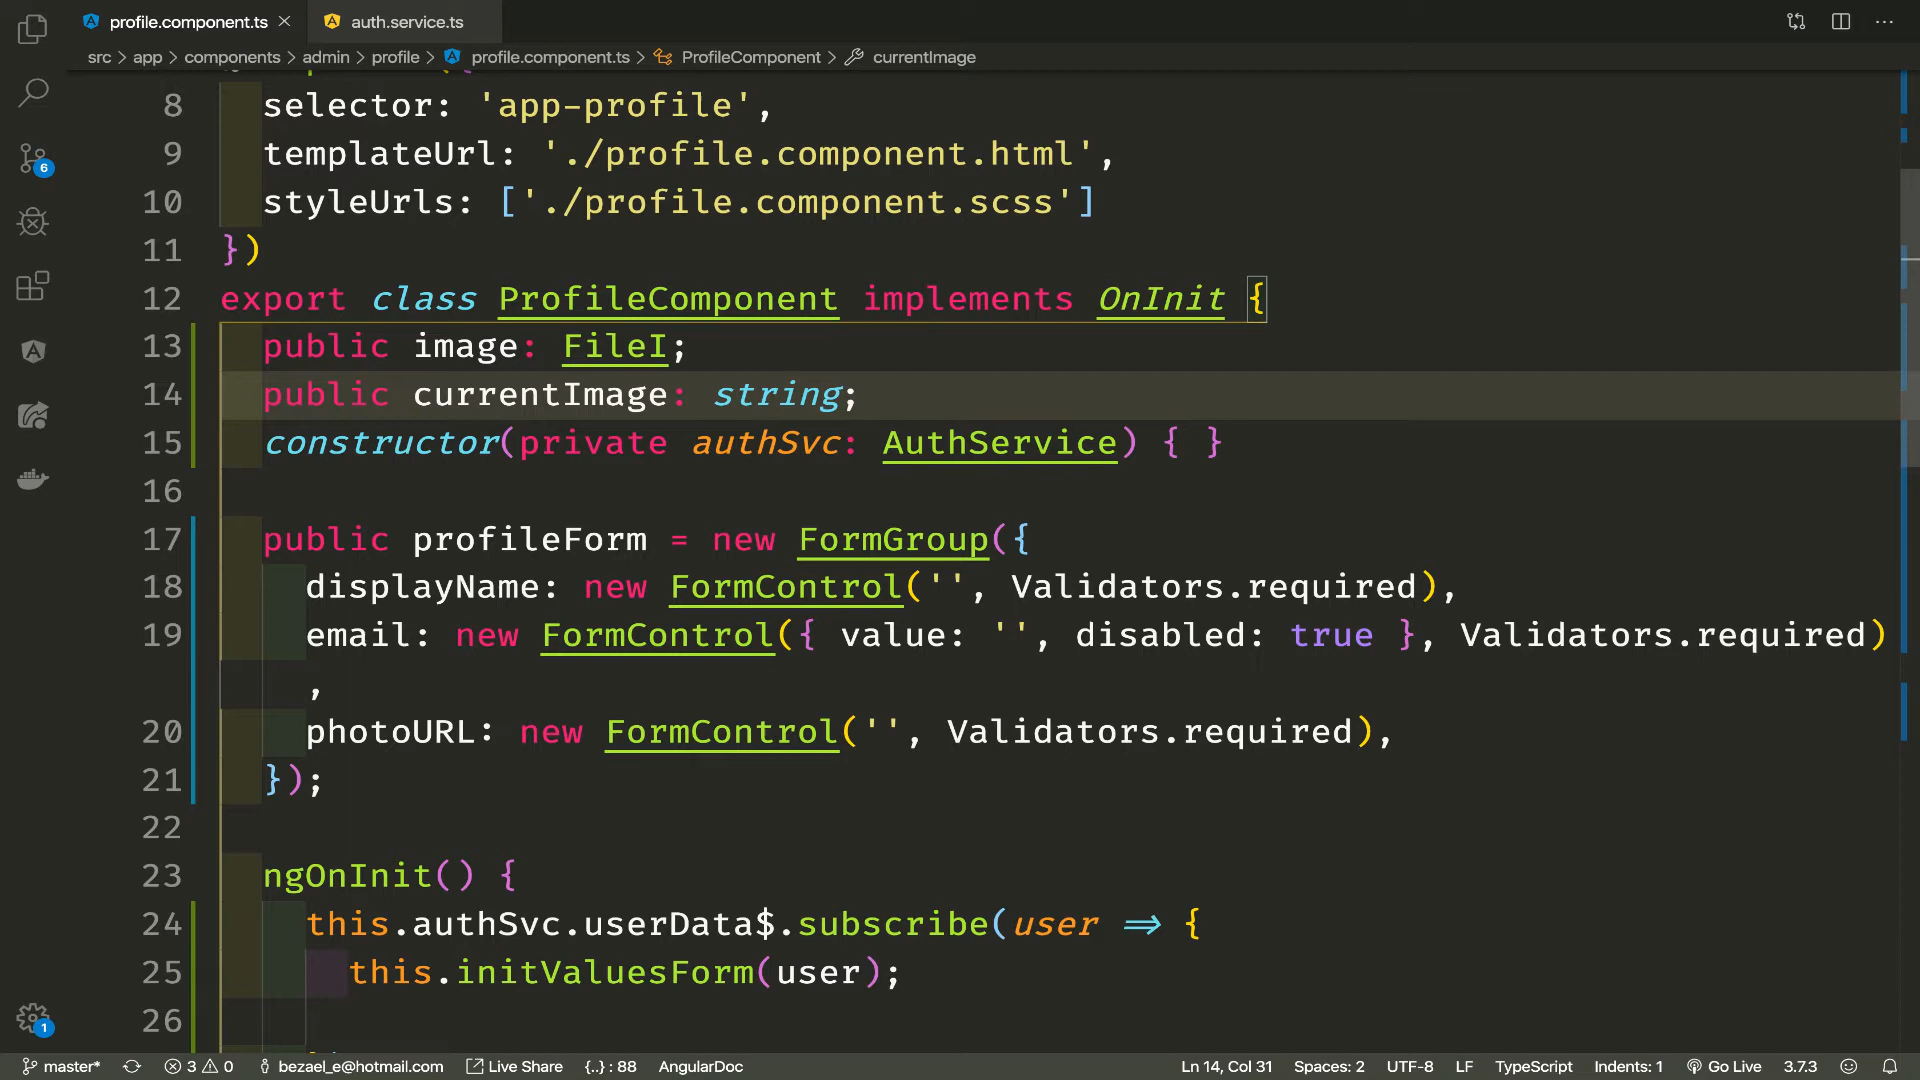 profile.component.ts
auth.service.ts
src > app > components > admin > profile > profile.component.ts > ProfileComponent > currentImage
8 selector: 'app-profile',
9 templateUrl: './profile.component.html',
10 styleUrls: ['./profile.component.scss']
11 })
12 export class ProfileComponent implements OnInit {
13 public image: FileI;
14 public currentImage: string;
15 constructor(private authSvc: AuthService) { }
16
17 public profileForm = new FormGroup({
18 displayName: new FormControl('', Validators.required),
19 email: new FormControl({ value: '', disabled: true }, Validators.required)
,
20 photoURL: new FormControl('', Validators.required),
21 });
22
23 ngOnInit() {
24 this.authSvc.userData$.subscribe(user => {
25 this.initValuesForm(user);
26
6
1
master* 3 0 bezael_e@hotmail.com Live Share {..} : 88 AngularDoc Ln 14, Col 31 Spaces: 2 UTF-8 LF TypeScript Indents: 1 Go Live 3.7.3